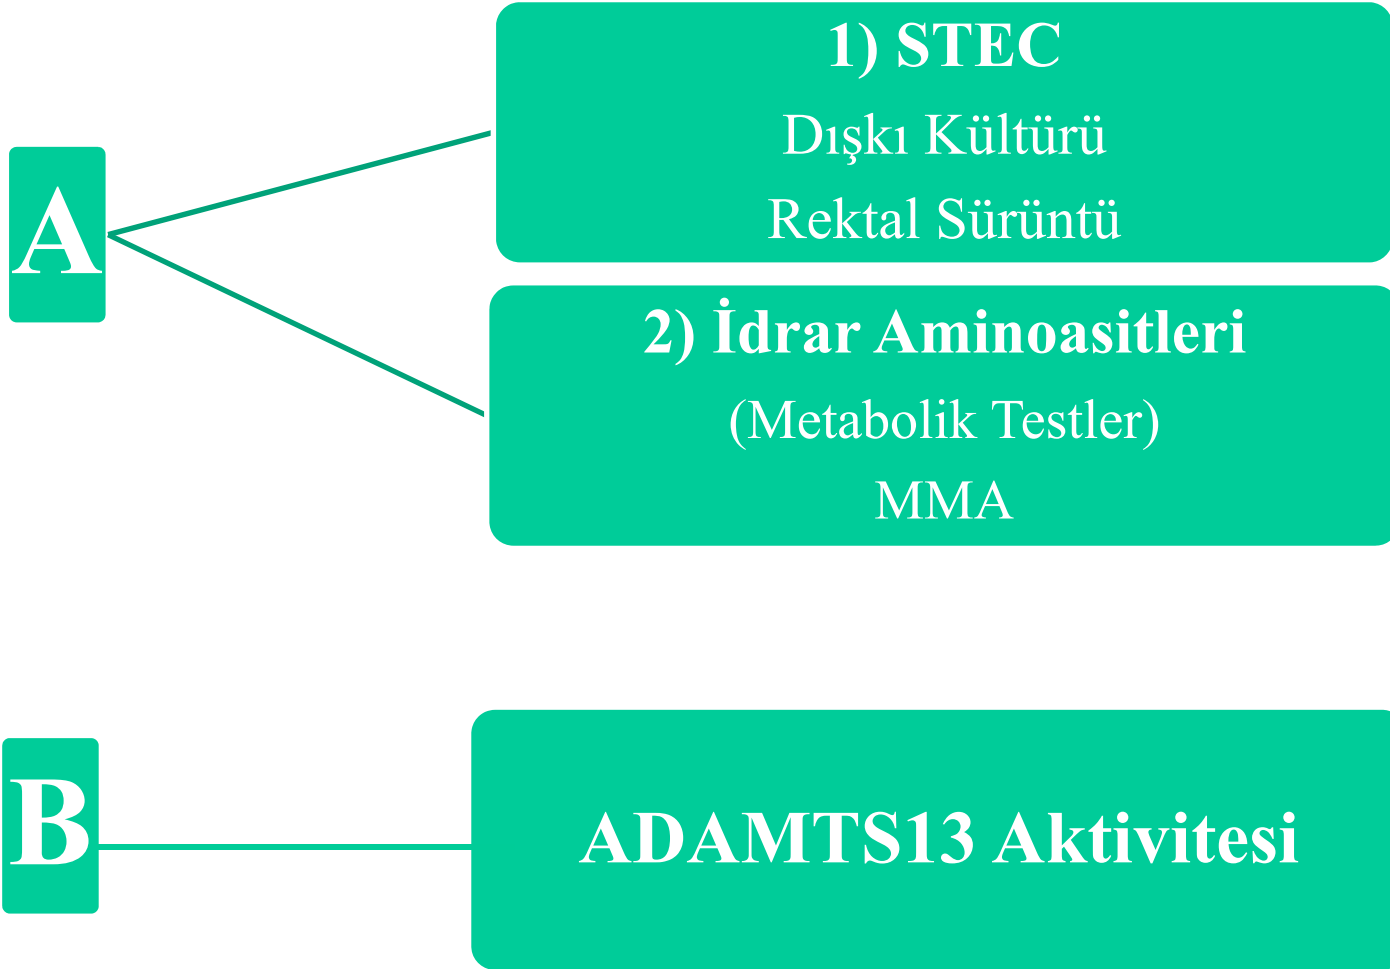 A
1) STEC
Dışkı Kültürü
Rektal Sürüntü
2) İdrar Aminoasitleri
(Metabolik Testler)
MMA
B
ADAMTS13 Aktivitesi